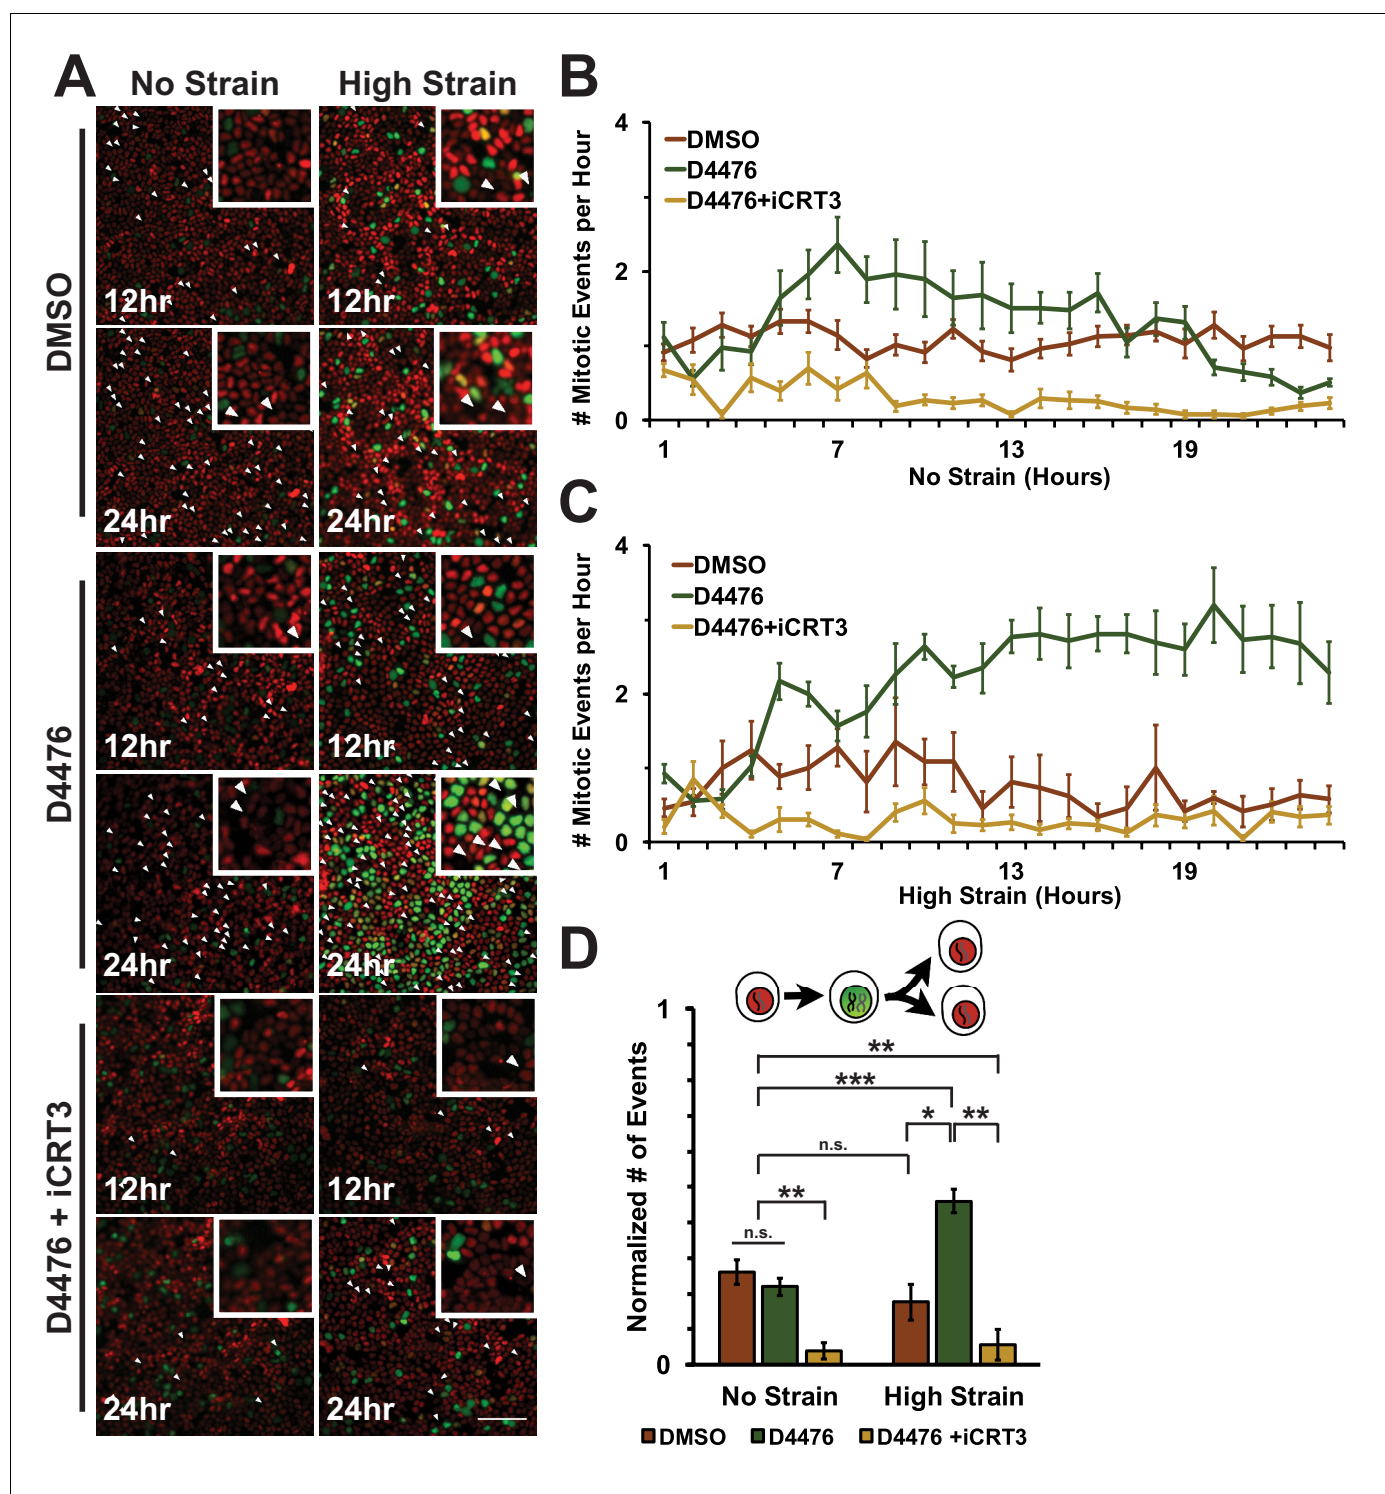 A
No Strain
High Strain
DMSO
12hr
12hr
24hr
24hr
D4476
12hr
12hr
24hr
24hr
D4476 + iCRT3
12hr
12hr
24hr
24hr
B
# Mitotic Events per Hour
4
2
0
DMSO
D4476
D4476+iCRT3
1
7
13
19
No Strain (Hours)
C
# Mitotic Events per Hour
4
2
0
DMSO
D4476
D4476+iCRT3
1
7
13
19
High Strain (Hours)
D
Normalized # of Events
1
0
**
***
*
**
n.s.
**
n.s.
No Strain
High Strain
DMSO
D4476
D4476 +iCRT3